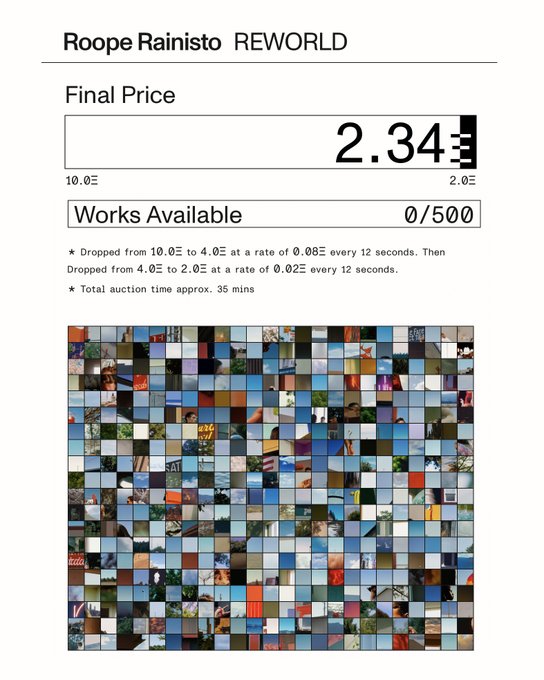 Roope Rainisto REWORLD
Final Price
2.34Ξ
10.0Ξ 2.0Ξ
Works Available 0/500
* Dropped from 10.0Ξ to 4.0Ξ at a rate of 0.08Ξ every 12 seconds. Then
Dropped from 4.0Ξ to 2.0Ξ at a rate of 0.02Ξ every 12 seconds.
* Total auction time approx. 35 mins